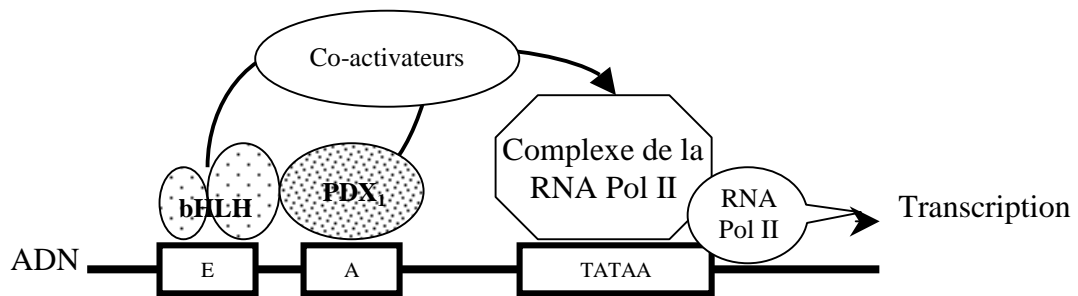 Co-activateurs
Complexe de la
RNA Pol II
bHLH
PDX1
RNA
Pol II
Transcription
ADN
E
A
TATAA